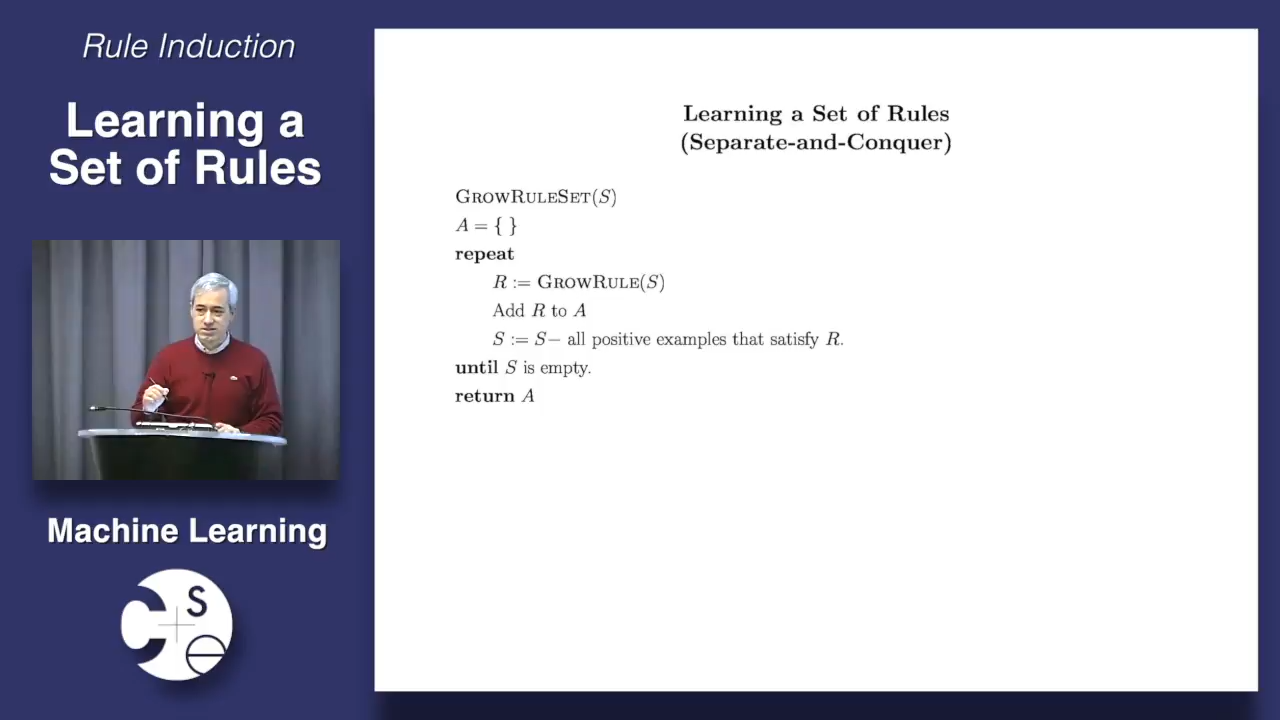 Rule Induction
Learning a
Set of Rules
Machine Learning
C S e
Learning a Set of Rules
(Separate-and-Conquer)
GROWRULESET(S)
A = { }
repeat
R := GROWRULE(S)
Add R to A
S := S− all positive examples that satisfy R.
until S is empty.
return A